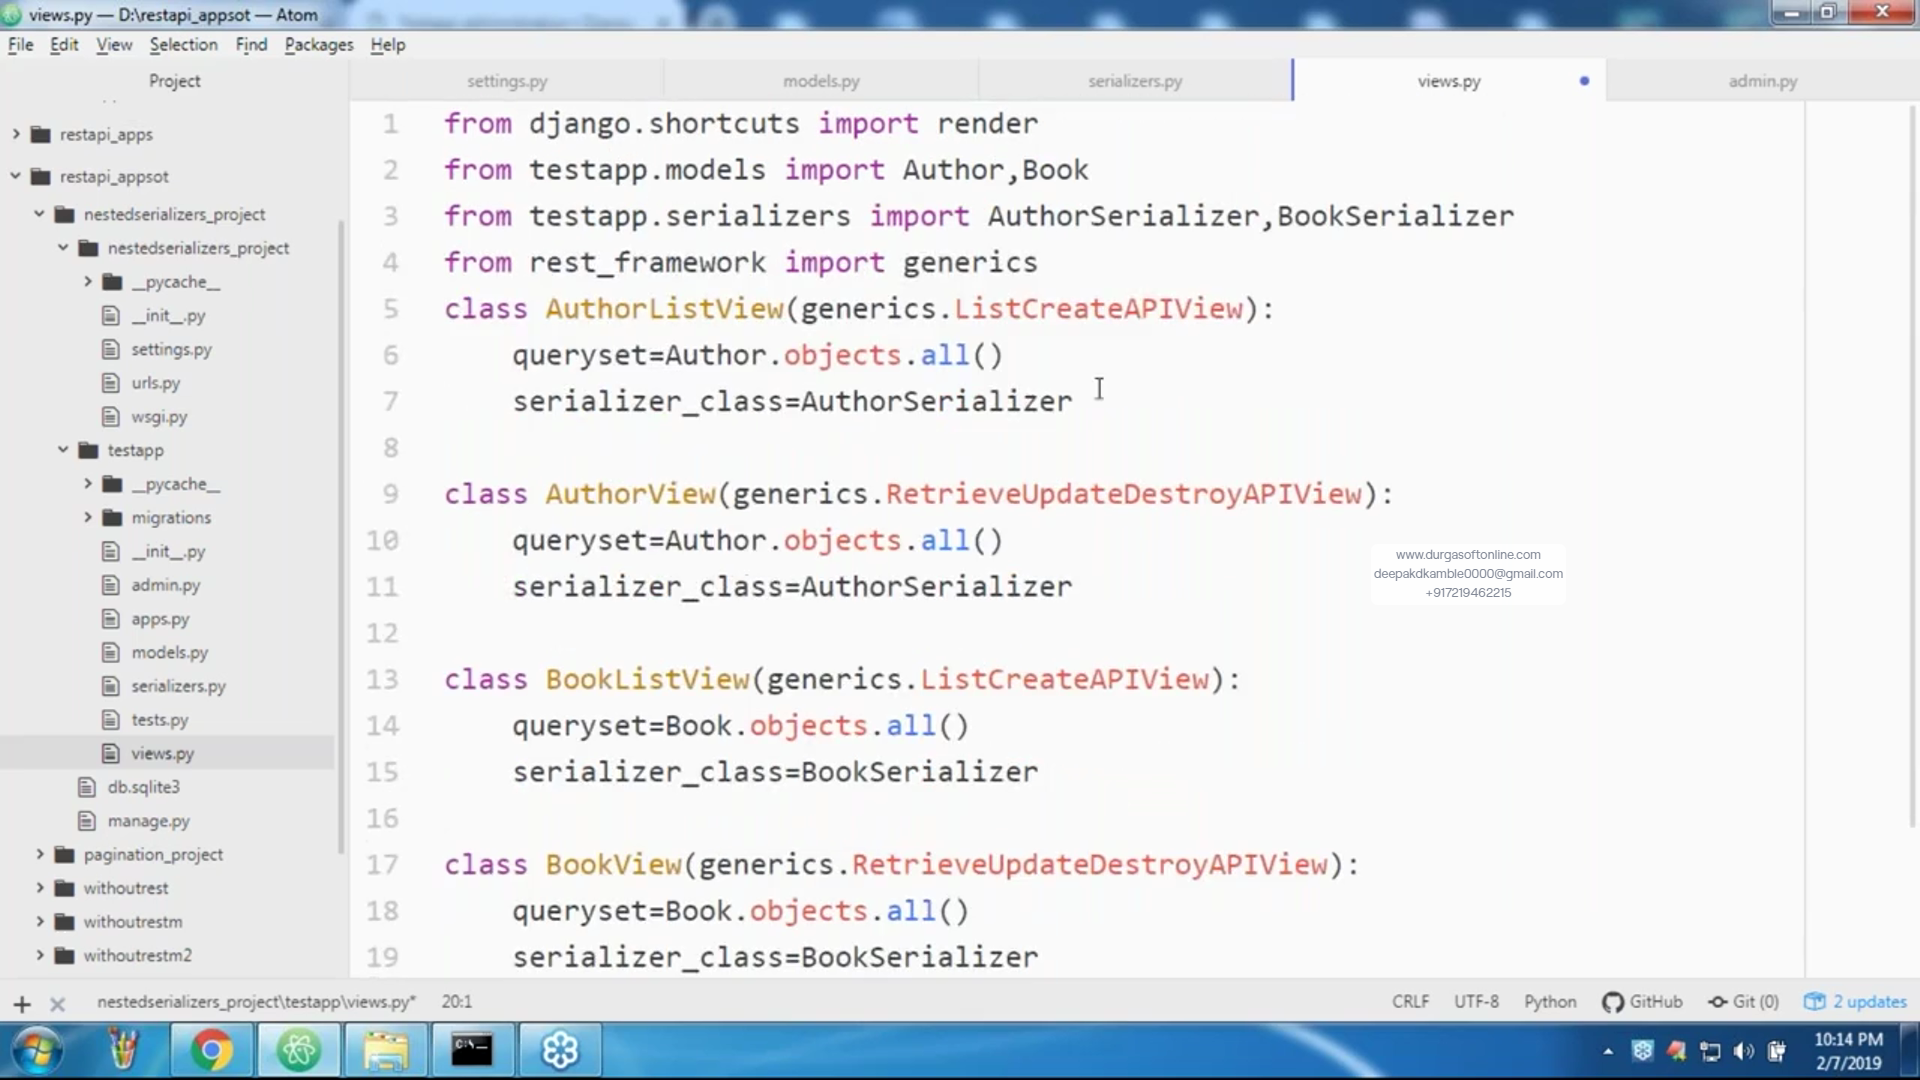 views.py — D:\restapi_appsot — Atom
File Edit View Selection Find Packages Help
Project
settings.py
models.py
serializers.py
views.py
admin.py
restapi_apps
restapi_appsot
nestedserializers_project
nestedserializers_project
__pycache__
__init__.py
settings.py
urls.py
wsgi.py
testapp
__pycache__
migrations
__init__.py
admin.py
apps.py
models.py
serializers.py
tests.py
views.py
db.sqlite3
manage.py
pagination_project
withoutrest
withoutrestm
withoutrestm2
1 from django.shortcuts import render
2 from testapp.models import Author,Book
3 from testapp.serializers import AuthorSerializer,BookSerializer
4 from rest_framework import generics
5 class AuthorListView(generics.ListCreateAPIView):
6 queryset=Author.objects.all()
7 serializer_class=AuthorSerializer
8
9 class AuthorView(generics.RetrieveUpdateDestroyAPIView):
10 queryset=Author.objects.all()
11 serializer_class=AuthorSerializer
12
13 class BookListView(generics.ListCreateAPIView):
14 queryset=Book.objects.all()
15 serializer_class=BookSerializer
16
17 class BookView(generics.RetrieveUpdateDestroyAPIView):
18 queryset=Book.objects.all()
19 serializer_class=BookSerializer
www.durgasoftonline.com
deepakdkamble0000@gmail.com
+917219462215
nestedserializers_project\testapp\views.py* 20:1
CRLF UTF-8 Python GitHub Git (0) 2 updates
C:\_
10:14 PM
2/7/2019